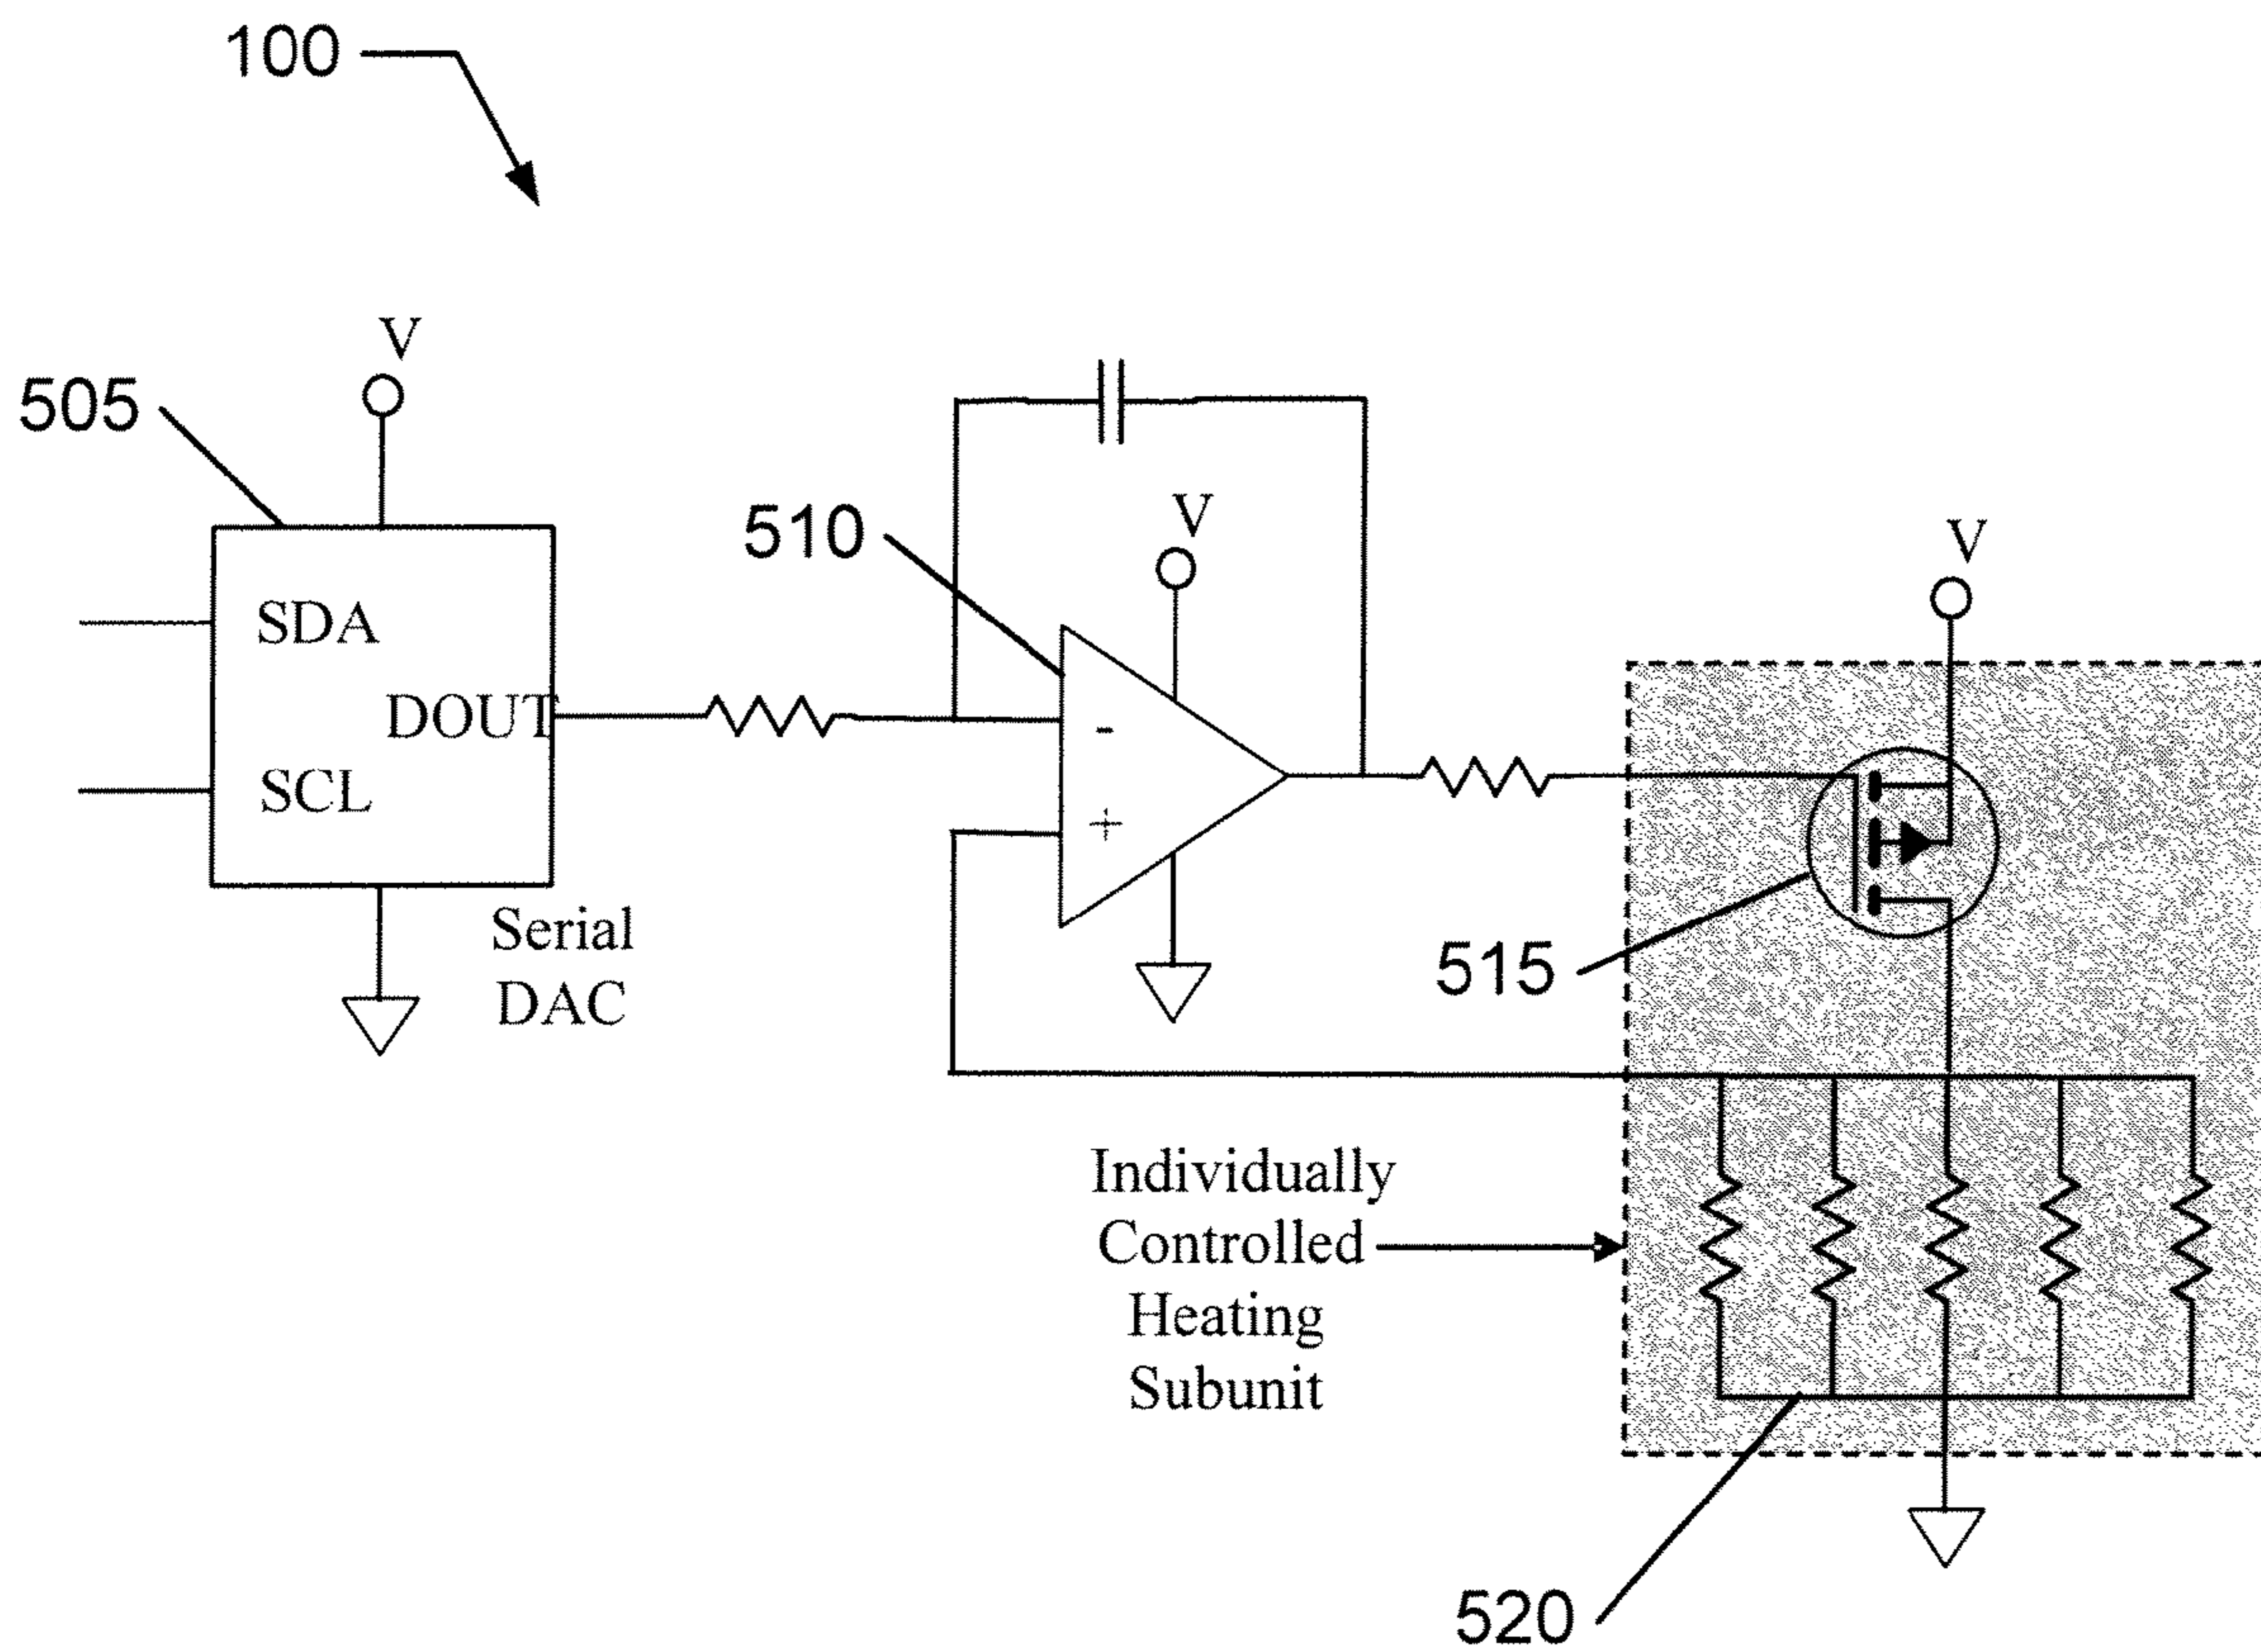 100
V
505
SDA
DOUT
SCL
Serial
DAC
510
V
-
+
V
515
Individually
Controlled
Heating
Subunit
520